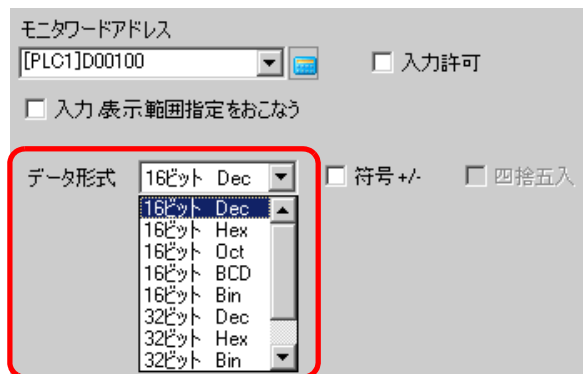 モニタワードアドレス
[PLC1]D00100
入力許可
入力/表示範囲指定をおこなう
データ形式 16ビット Dec 符号+/- 四捨五入
16ビット Dec
16ビット Hex
16ビット Oct
16ビット BCD
16ビット Bin
32ビット Dec
32ビット Hex
32ビット Bin